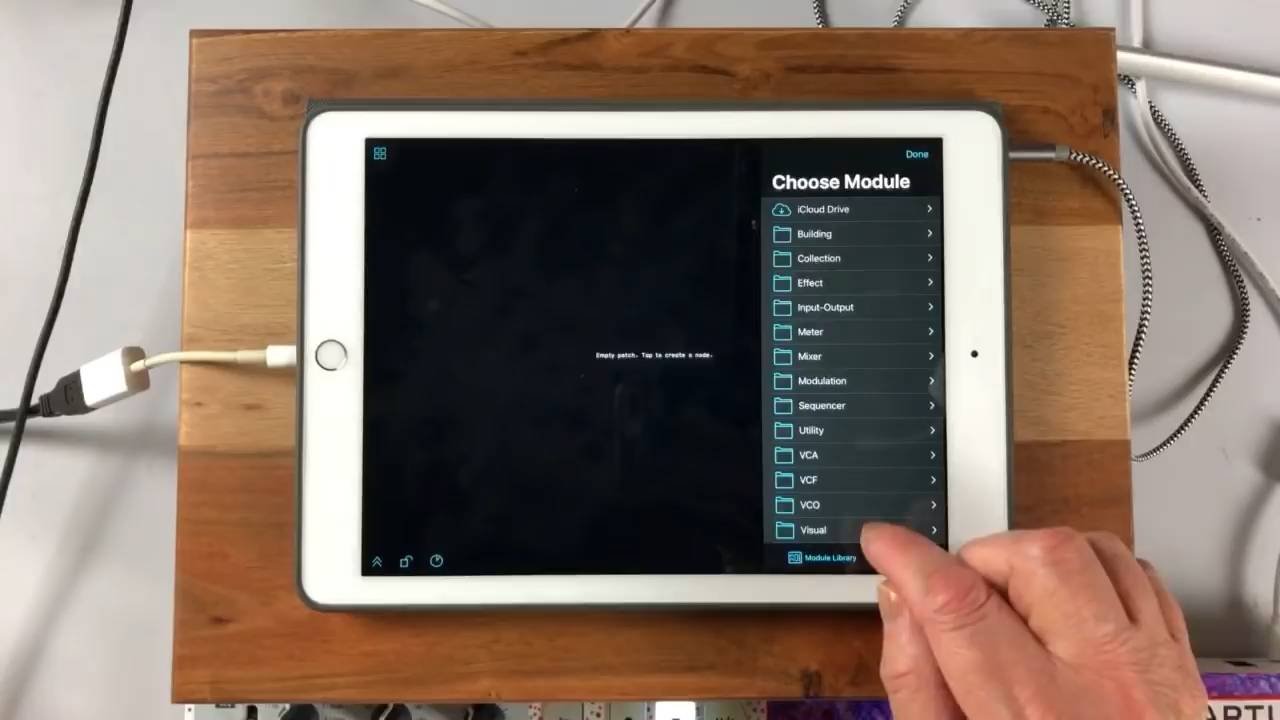 Done
Choose Module
iCloud Drive
Building
Collection
Effect
Input-Output
Empty patch. Tap to create a node.
Meter
Mixer
Modulation
Sequencer
Utility
VCA
VCF
VCO
Visual
Module Library